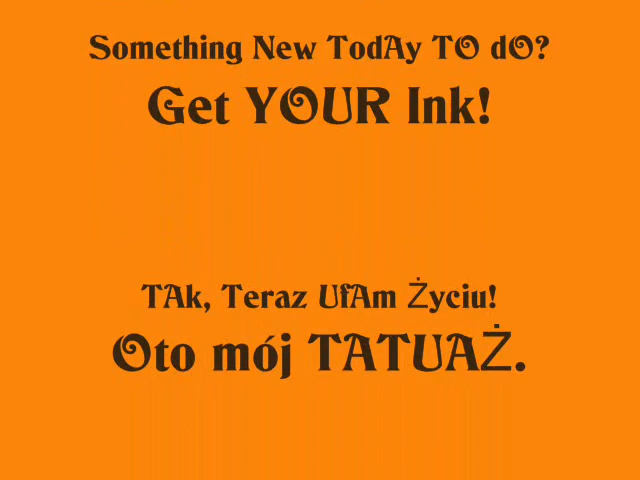 Something New TodAy TO dO?
Get YOUR Ink!
TAk, Teraz UfAm Życiu!
Oto mój TATUAŻ.